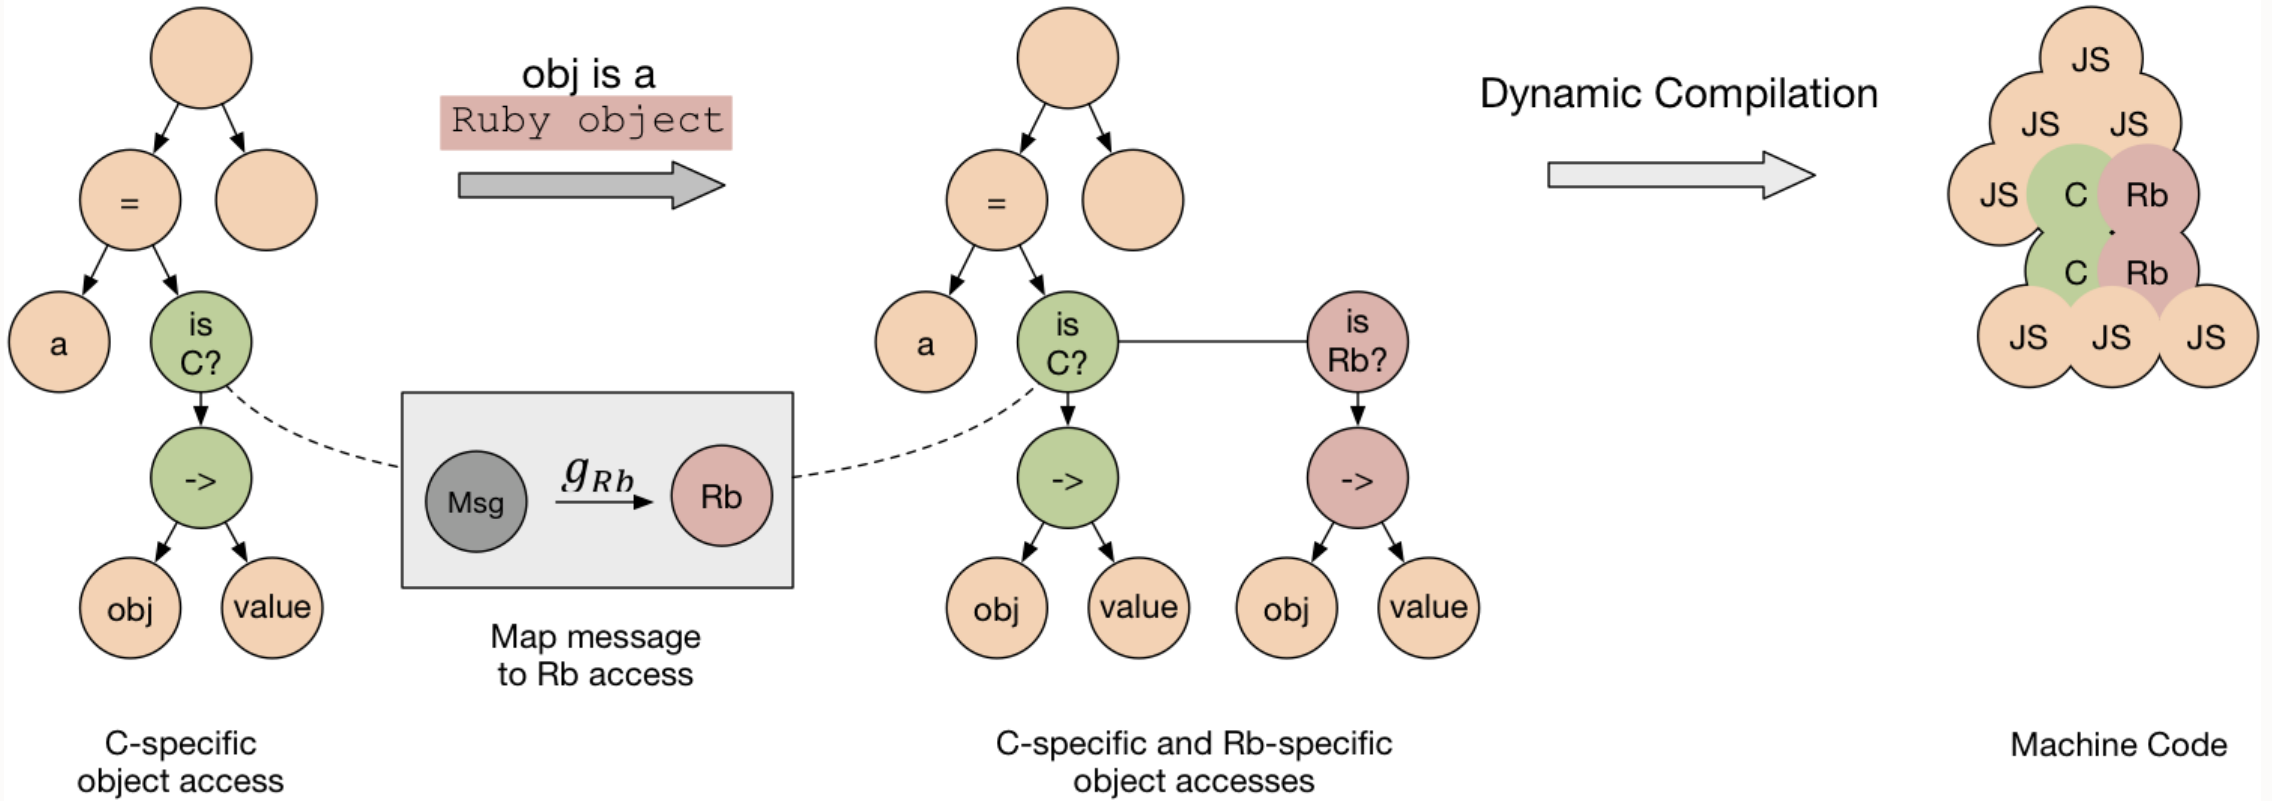 obj is a
Ruby object
=
a
is
C?
->
obj
value
Msg
gRb
Rb
Map message
to Rb access
C-specific
object access
=
a
is
C?
is
Rb?
->
->
obj
value
obj
value
C-specific and Rb-specific
object accesses
Dynamic Compilation
JS
JS JS
JS C Rb
C Rb
JS JS JS
Machine Code